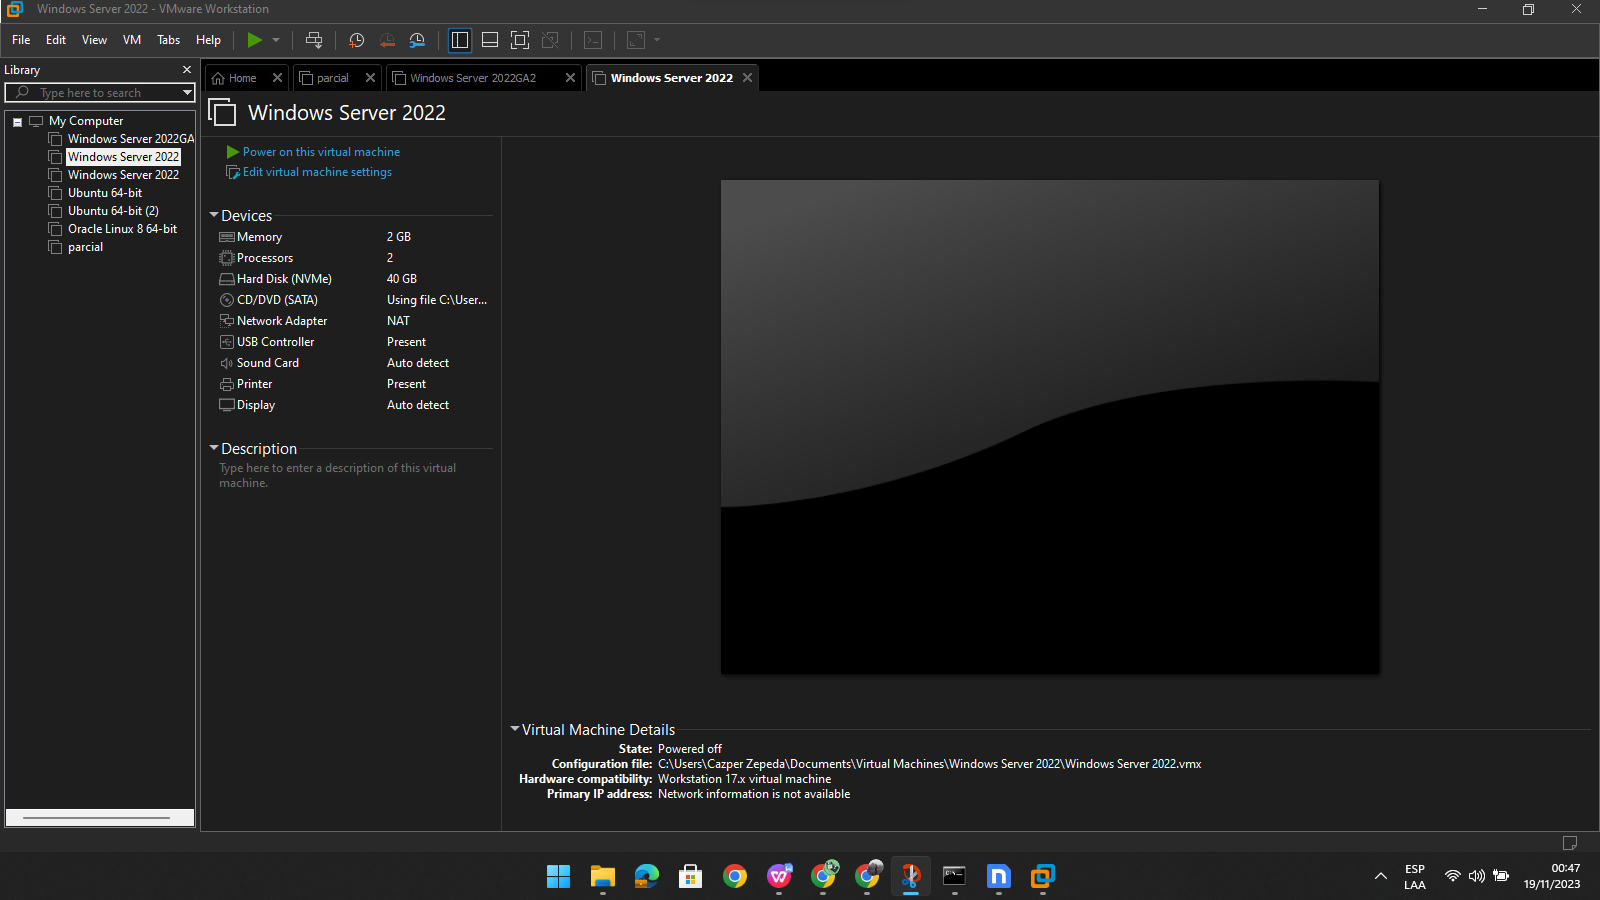 Windows Server 2022 - VMware Workstation
File Edit View VM Tabs Help
Library
Type here to search
My Computer
Windows Server 2022GA
Windows Server 2022
Windows Server 2022
Ubuntu 64-bit
Ubuntu 64-bit (2)
Oracle Linux 8 64-bit
parcial
Home parcial Windows Server 2022GA2 Windows Server 2022
Windows Server 2022
Power on this virtual machine
Edit virtual machine settings
Devices
Memory 2 GB
Processors 2
Hard Disk (NVMe) 40 GB
CD/DVD (SATA) Using file C:\User...
Network Adapter NAT
USB Controller Present
Sound Card Auto detect
Printer Present
Display Auto detect
Description
Type here to enter a description of this virtual
machine.
Virtual Machine Details
State: Powered off
Configuration file: C:\Users\Cazper Zepeda\Documents\Virtual Machines\Windows Server 2022\Windows Server 2022.vmx
Hardware compatibility: Workstation 17.x virtual machine
Primary IP address: Network information is not available
ESP
LAA
00:47
19/11/2023